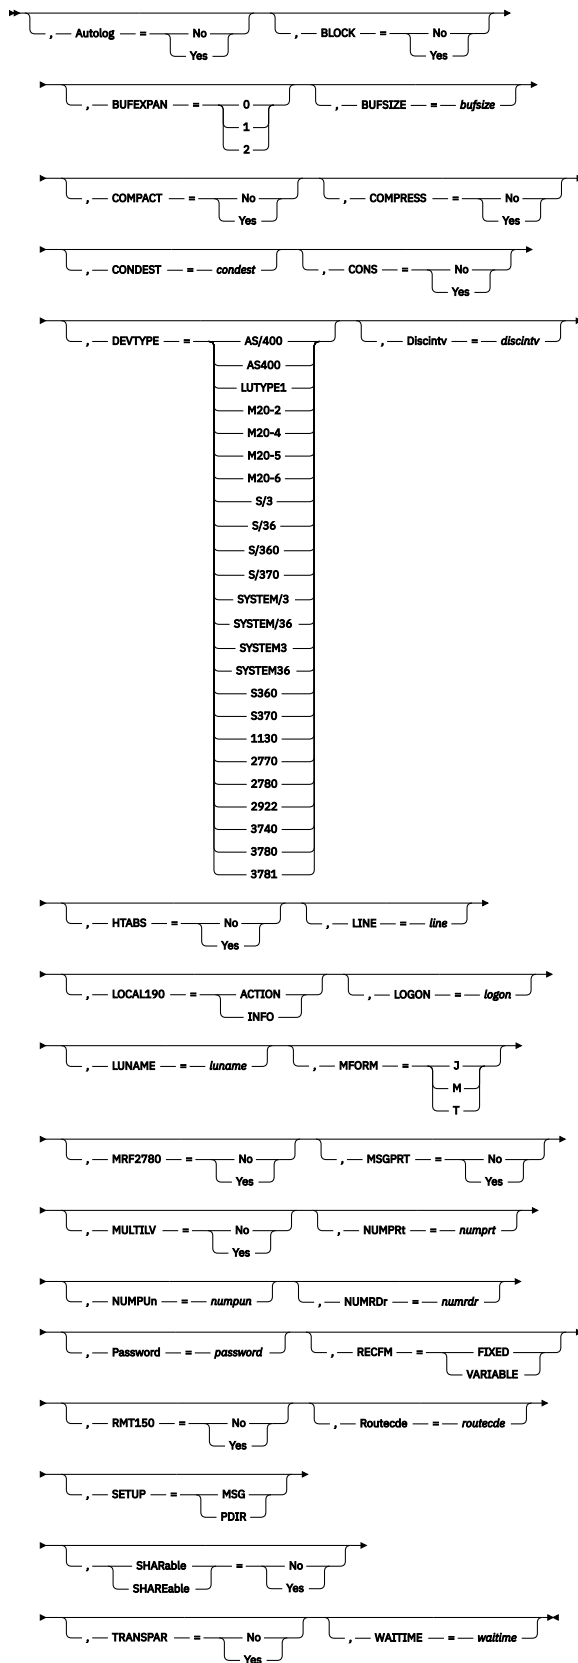 , Autolog = No , BLOCK = No
Yes Yes
, BUFEXPAN = 0 , BUFSIZE = bufsize
1
2
, COMPACT = No , COMPRESS = No
Yes Yes
, CONDEST = condest , CONS = No
Yes
, DEVTYPE = AS/400 , Discintv = discintv
AS400
LUTYPE1
M20-2
M20-4
M20-5
M20-6
S/3
S/36
S/360
S/370
SYSTEM/3
SYSTEM/36
SYSTEM3
SYSTEM36
S360
S370
1130
2770
2780
2922
3740
3780
3781
, HTABS = No , LINE = line
Yes
, LOCAL190 = ACTION , LOGON = logon
INFO
, LUNAME = luname , MFORM = J
M
T
, MRF2780 = No , MSGPRT = No
Yes Yes
, MULTILV = No , NUMPRt = numprt
Yes
, NUMPUn = numpun , NUMRDr = numrdr
, Password = password , RECFM = FIXED
VARIABLE
, RMT150 = No , Routecde = routecde
Yes
, SETUP = MSG
PDIR
, SHARable = No
SHAREable Yes
, TRANSPAR = No , WAITIME = waitime
Yes